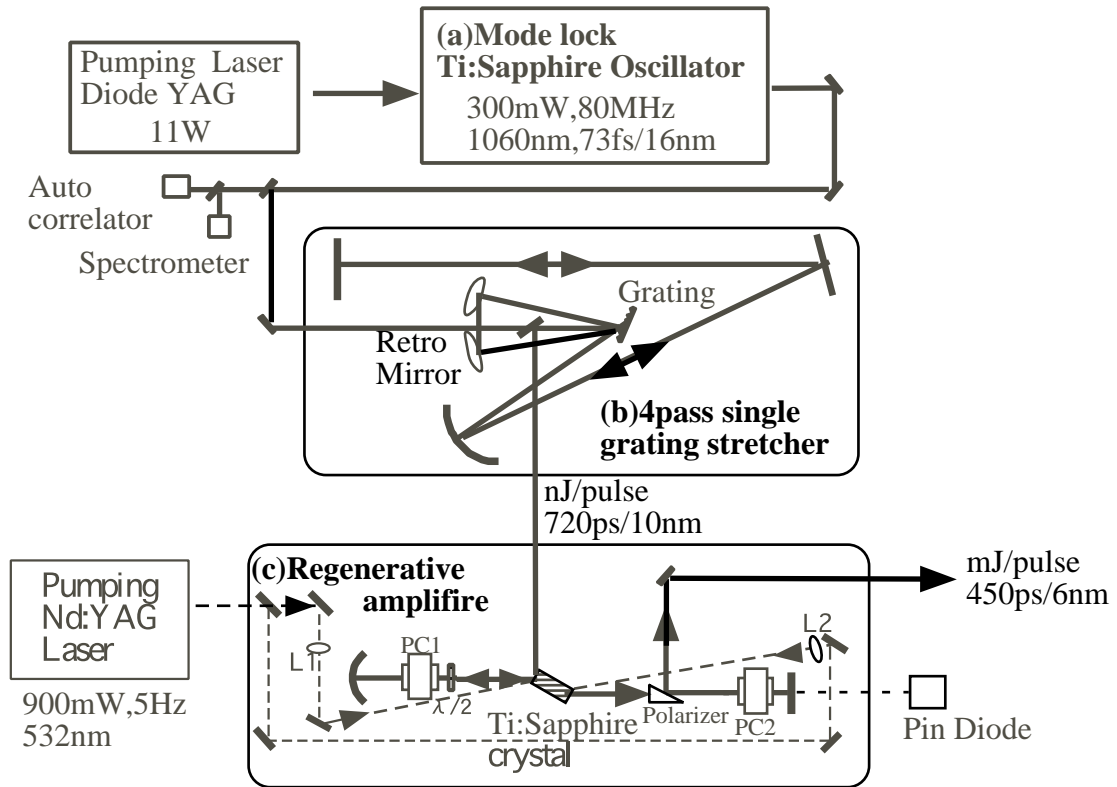 Pumping Laser
Diode YAG
11W
(a)Mode lock
Ti:Sapphire Oscillator
300mW,80MHz
1060nm,73fs/16nm
Auto
correlator
Spectrometer
Grating
Retro
Mirror
(b)4pass single
grating stretcher
nJ/pulse
720ps/10nm
(c)Regenerative
amplifire
mJ/pulse
450ps/6nm
Pumping
Nd:YAG
Laser
900mW,5Hz
532nm
L1
PC1
λ/2
L2
Ti:Sapphire
crystal
Polarizer
PC2
Pin Diode